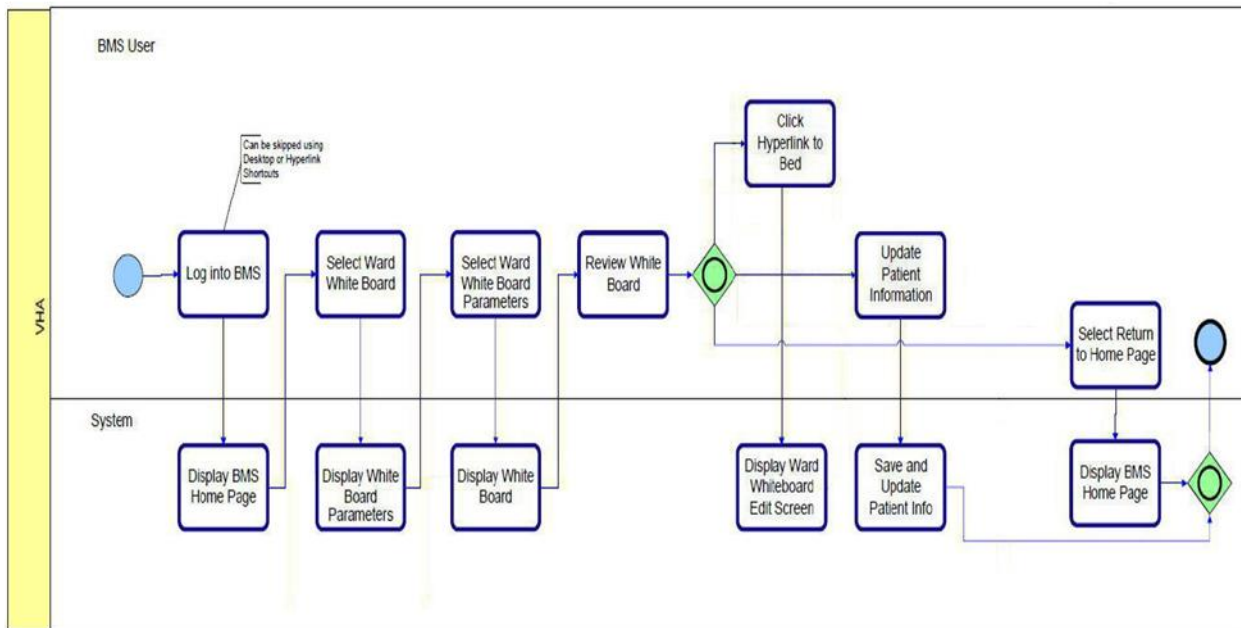 VHA
BMS User
Can be skipped using
Desktop or Hyperlink
Shortcuts
Log into BMS
Select Ward
White Board
Select Ward
White Board
Parameters
Review White
Board
Click
Hyperlink to
Bed
Update
Patient
Information
Select Return
to Home Page
System
Display BMS
Home Page
Display White
Board
Parameters
Display White
Board
Display Ward
Whiteboard
Edit Screen
Save and
Update
Patient Info
Display BMS
Home Page